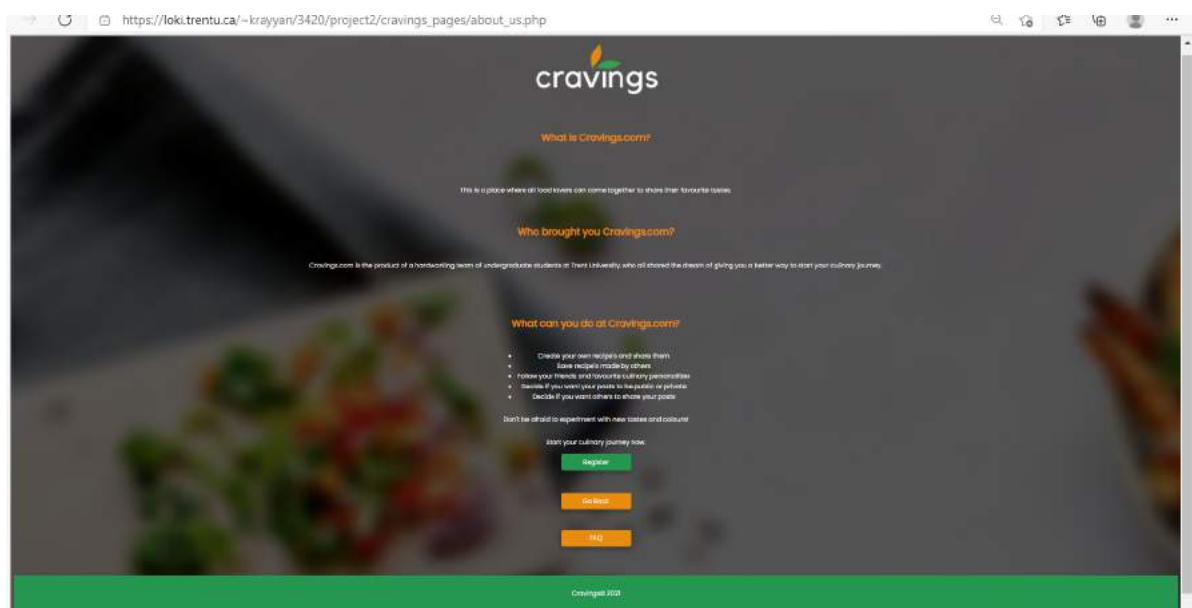 https://loki.trentu.ca/~krayyan/3420/project2/cravings_pages/about_us.php
cravings
What is Cravings.com?
This is a place where all food lovers can come together to share their favourite tastes.
Who brought you Cravings.com?
Cravings.com is the product of a hardworking team of undergraduate students at Trent University, who all shared the dream of giving you a better way to start your culinary journey.
What can you do at Cravings.com?
• Create your own recipe's and share them
• Save recipe's made by others
• Follow your friends and favourite culinary personalities
• Decide if you want your posts to be public or private
• Decide if you want others to share your posts
Don't be afraid to experiment with new tastes and colours!
Start your culinary journey now.
Register
Go Back
FAQ
Cravings© 2021